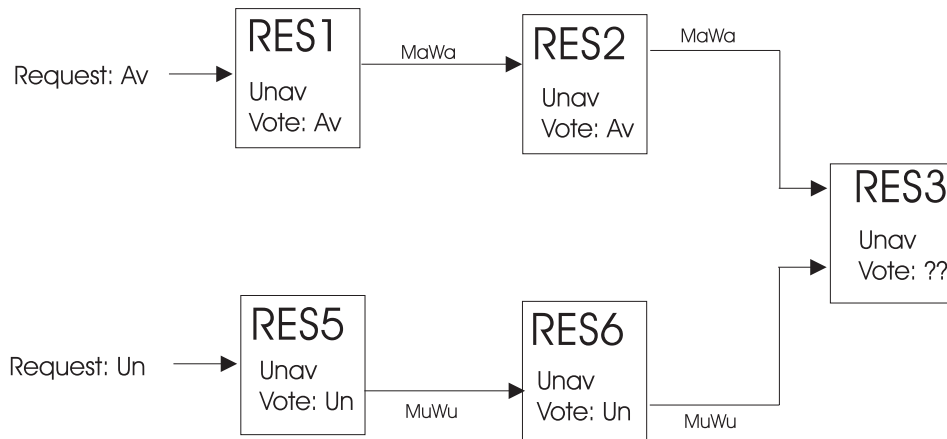 RES1
MaWa
RES2
MaWa
Request: Av
Unav
Vote: Av
Unav
Vote: Av
RES3
Unav
Vote: ??
RES5
RES6
Request: Un
Unav
Vote: Un
Unav
Vote: Un
MuWu
MuWu